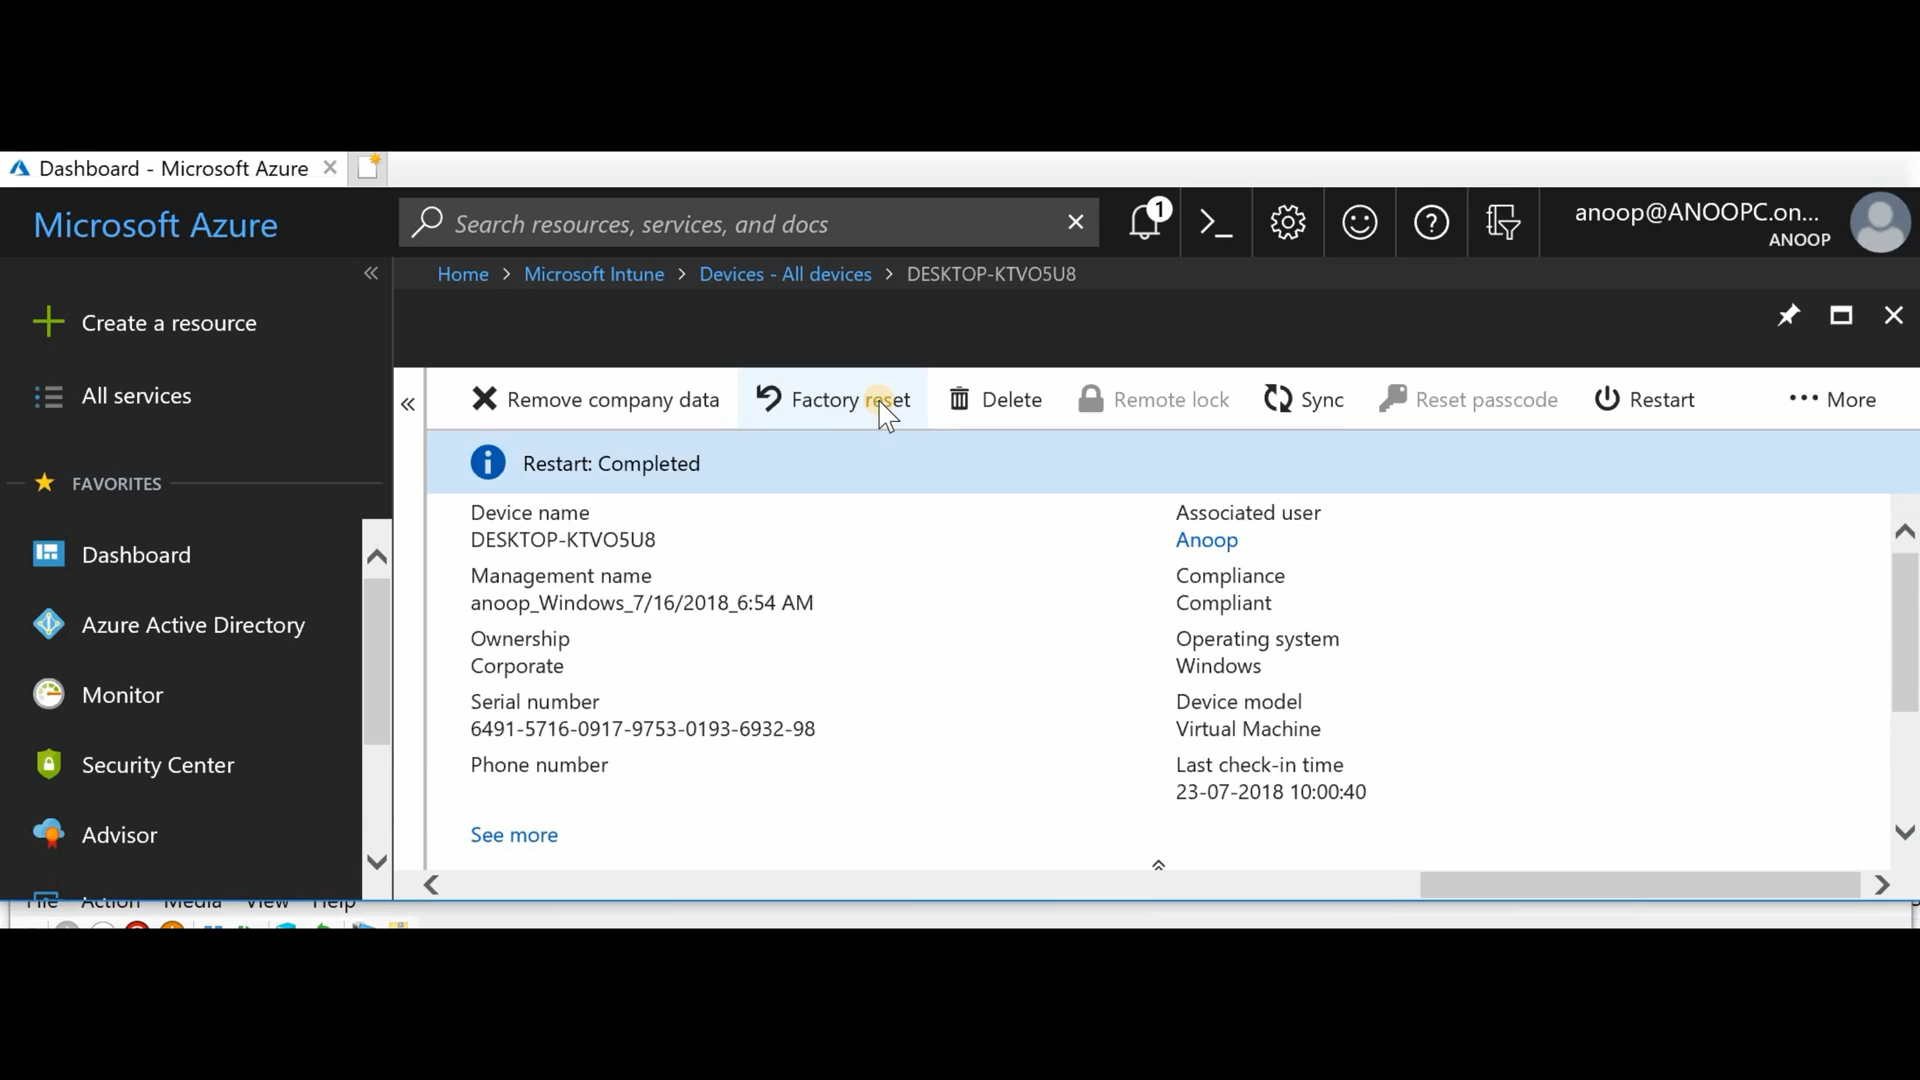 Dashboard - Microsoft Azure
Microsoft Azure
Search resources, services, and docs
1
anoop@ANOOPC.on...
ANOOP
Home > Microsoft Intune > Devices - All devices > DESKTOP-KTVO5U8
Create a resource
All services
FAVORITES
Dashboard
Azure Active Directory
Monitor
Security Center
Advisor
Remove company data
Factory reset
Delete
Remote lock
Sync
Reset passcode
Restart
More
Restart: Completed
Device name
DESKTOP-KTVO5U8
Management name
anoop_Windows_7/16/2018_6:54 AM
Ownership
Corporate
Serial number
6491-5716-0917-9753-0193-6932-98
Phone number
See more
Associated user
Anoop
Compliance
Compliant
Operating system
Windows
Device model
Virtual Machine
Last check-in time
23-07-2018 10:00:40
File Action Media View Help